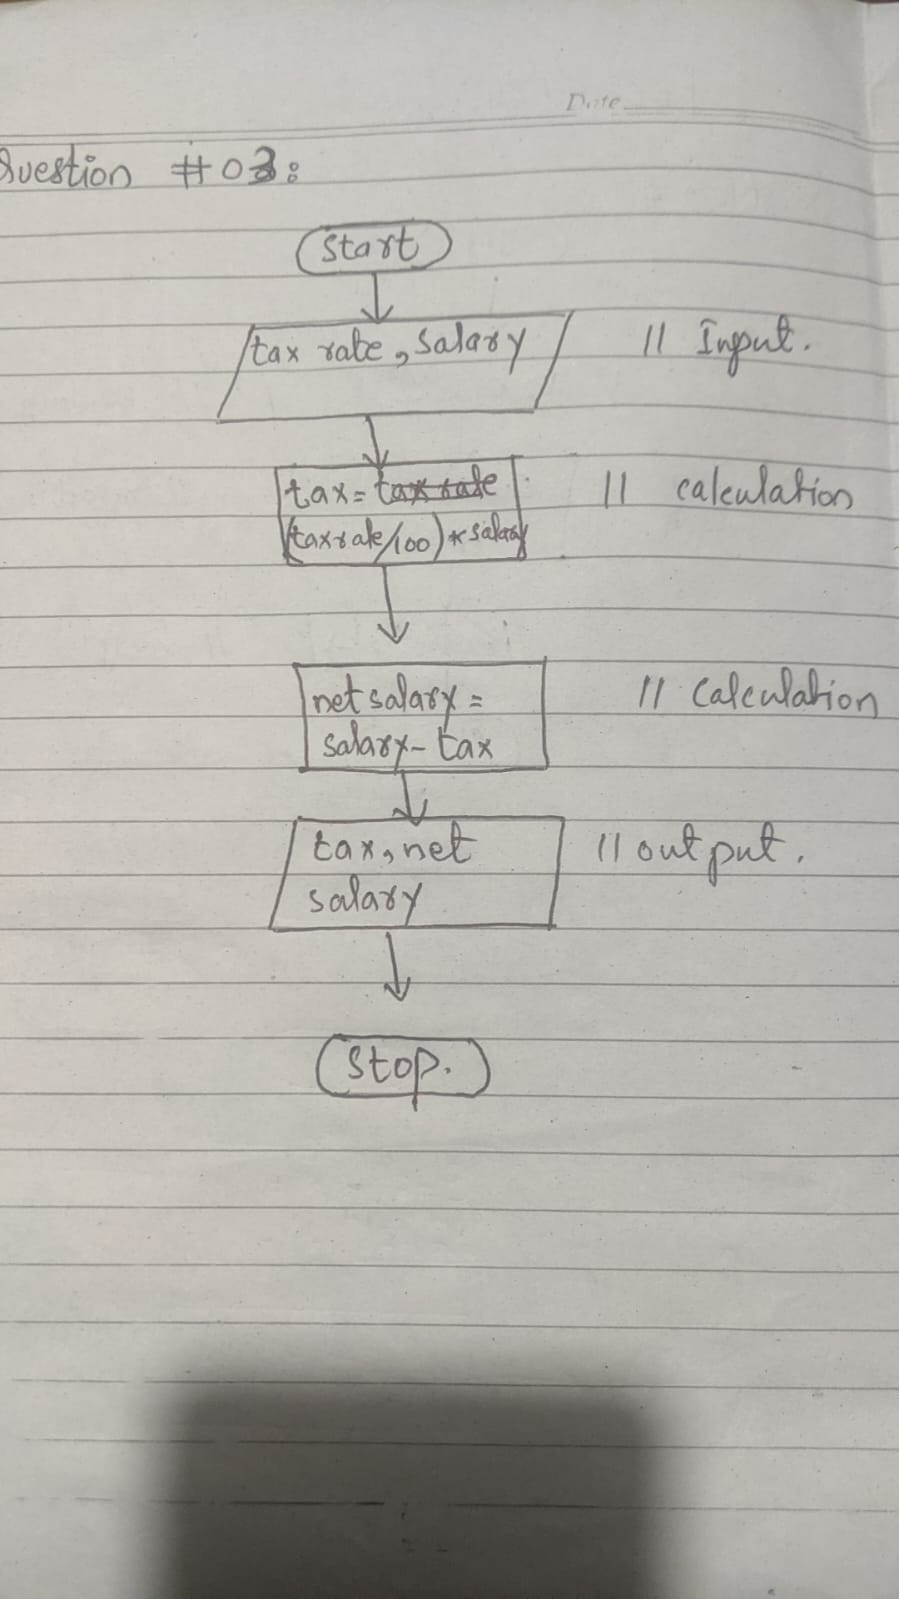 Date
Question #03:
Start
tax rate, salary // Input.
tax = tax rate // calculation
(taxrate/100) * salary
net salary = // Calculation
salary - tax
tax, net // output.
salary
Stop.